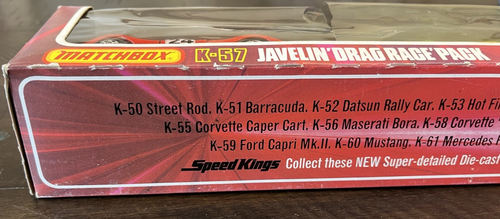 MATCHBOX K-57 JAVELIN 'DRAG RACE' PACK
K-50 Street Rod. K-51 Barracuda. K-52 Datsun Rally Car. K-53 Hot
K-55 Corvette Caper Cart. K-56 Maserati Bora. K-58 Corvette
K-59 Ford Capri Mk.II. K-60 Mustang. K-61 Mercedes
Speed Kings Collect these NEW Super-detailed Die-cast